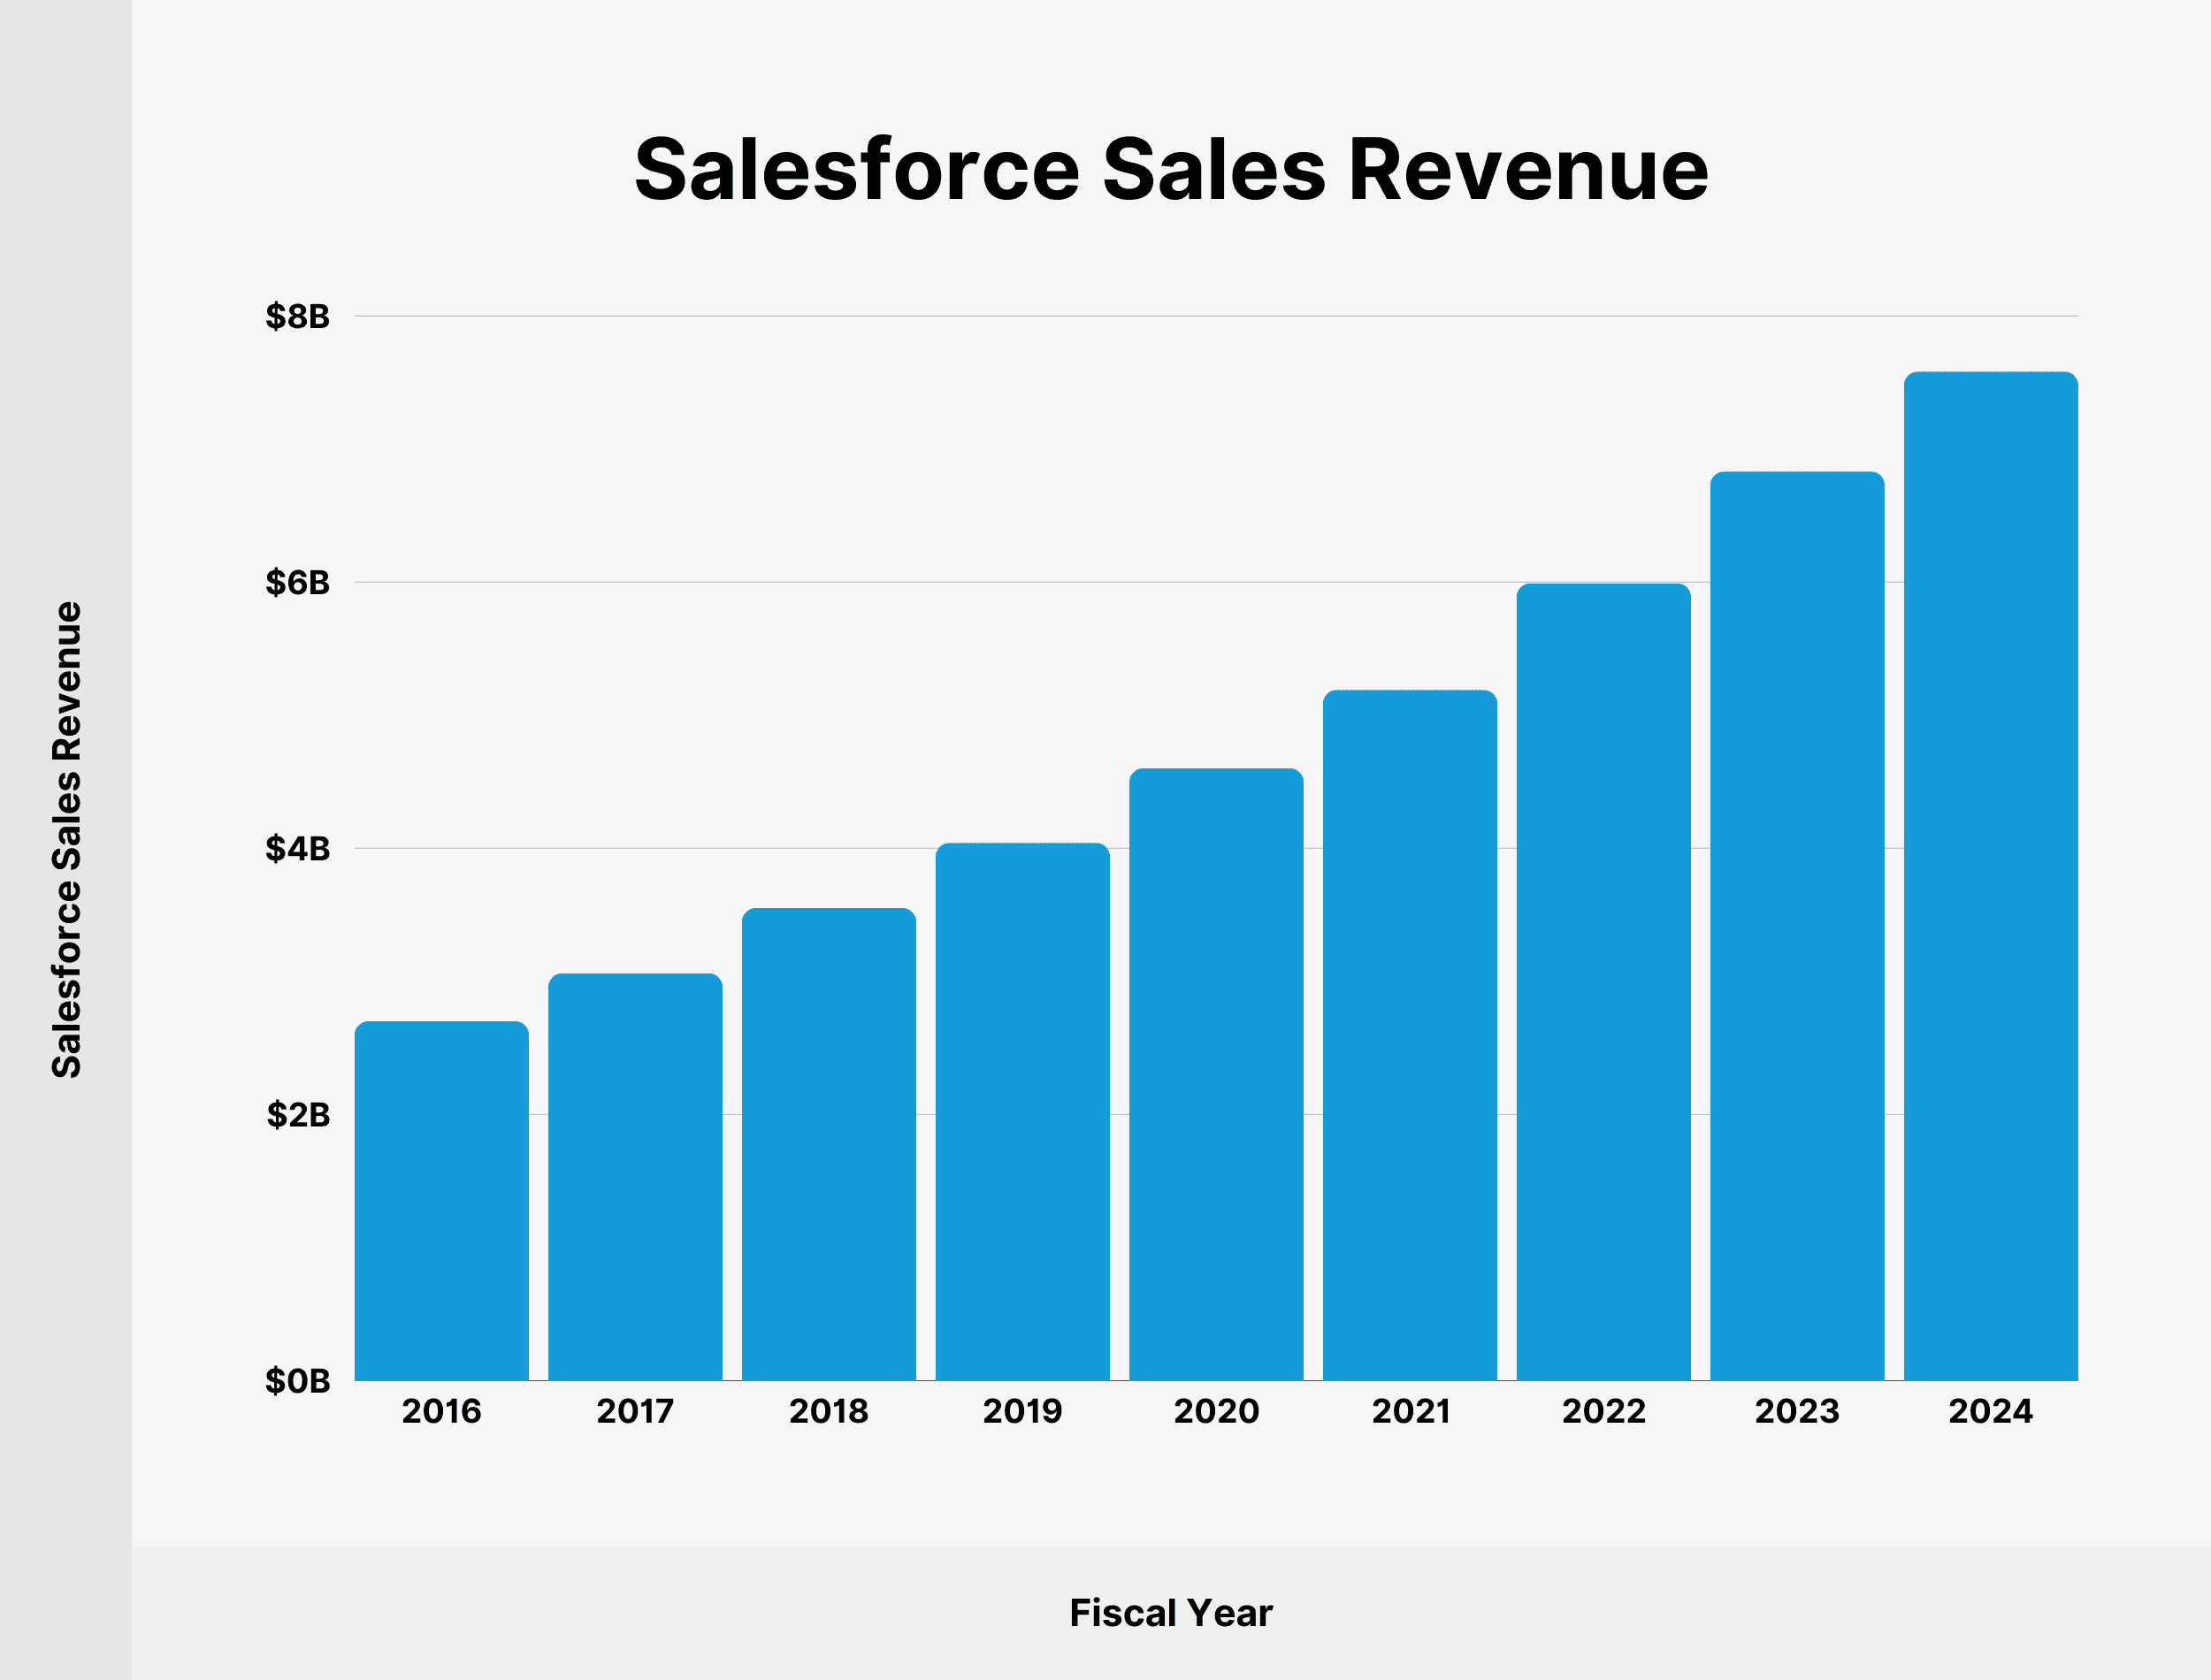 Salesforce Sales Revenue
Salesforce Sales Revenue
$8B
$6B
$4B
$2B
$0B
2016 2017 2018 2019 2020 2021 2022 2023 2024
Fiscal Year